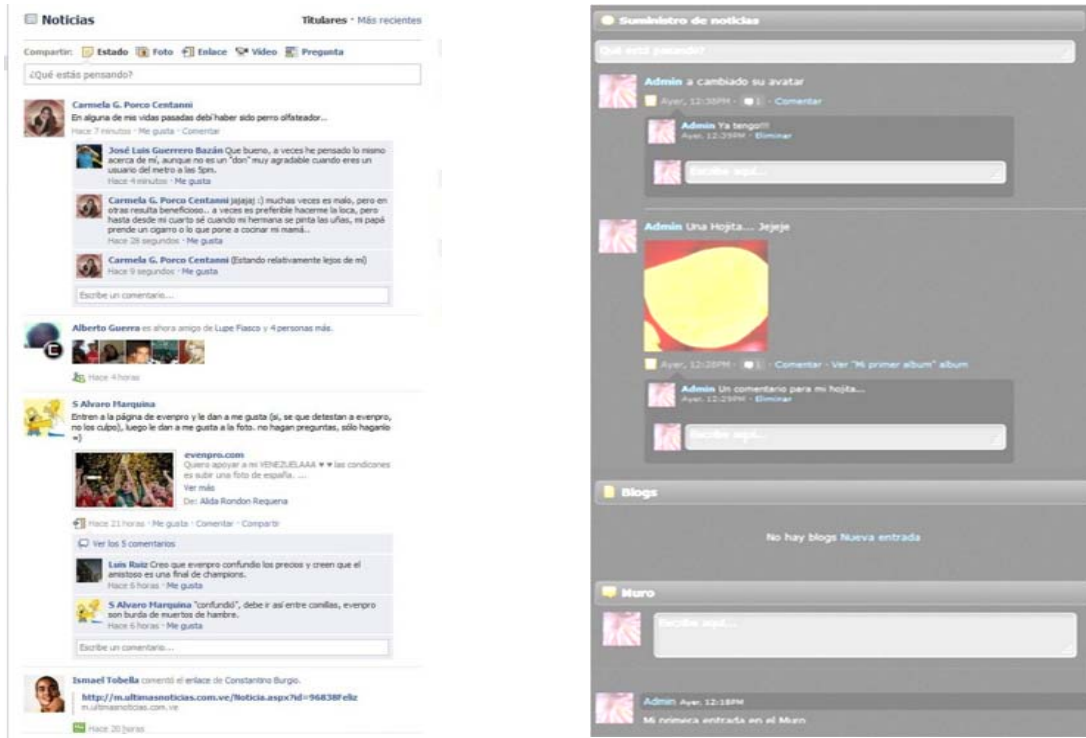 Noticias
Titulares · Más recientes
Compartir: Estado Foto Enlace Video Pregunta
¿Qué estás pensando?
Carmela G. Porco Centanni
En alguna de mis vidas pasadas debi´haber sido perro olfateador...
Hace 7 minutos · Me gusta · Comentar
José Luis Guerrero Bazán Que bueno, a veces he pensado lo mismo
acerca de mí, aunque no es un "don" muy agradable cuando eres un
usuario del metro a las 5pm.
Hace 4 minutos · Me gusta
Carmela G. Porco Centanni jajajaj :) muchas veces es malo, pero en
otras resulta beneficioso.. a veces es preferible hacerme la loca, pero
hasta desde mi cuarto sé cuando mi hermana se pinta las uñas, mi papá
prende un cigarro o lo que pone a cocinar mi mamá...
Hace 28 segundos · Me gusta
Carmela G. Porco Centanni (Estando relativamente lejos de mi)
Hace 9 segundos · Me gusta
Escribe un comentario...
Alberto Guerra es ahora amigo de Lupe Fiasco y 4 personas más.
Hace 4 horas
S Alvaro Marquina
Entren a la página de evenpro y le dan a me gusta (si, se que detestan a evenpro,
no los culpo), luego le dan a me gusta a la foto. no hagan preguntas, sólo haganlo
=)
evenpro.com
Quiero apoyar a mi VENEZUELAAA ♥ ♥ las condicones
es subir una foto de españa. ....
Ver más
De: Alida Rondon Requena
Hace 21 horas · Me gusta · Comentar · Compartir
Ver los 5 comentarios
Luis Ruiz Creo que evenpro confundio los precios y creen que el
amistoso es una final de champions.
Hace 6 horas · Me gusta
S Alvaro Marquina "confundió", debe ir así entre comillas, evenpro
son burda de muertos de hambre.
Hace 6 horas · Me gusta
Escribe un comentario...
Ismael Tobella comentó el enlace de Constantino Burgio.
http://m.ultimasnoticias.com.ve/Noticia.aspx?id=96838Feliz
m.ultimasnoticias.com.ve
Hace 20 horas
Suministro de noticias
Qué está pasando?
Admin a cambiado su avatar
Ayer, 12:38PM · 1 · Comentar
Admin Ya tengo!!!
Ayer, 12:39PM · Eliminar
Escribe aquí...
Admin Una Hojita... Jejeje
Ayer, 12:28PM · 1 · Comentar · Ver "Mi primer album" album
Admin Un comentario para mi hojita...
Ayer, 12:29PM · Eliminar
Escribe aquí...
Blogs
No hay blogs Nueva entrada
Muro
Escribe aquí...
Admin Ayer, 12:18PM
Mi primera entrada en el Muro